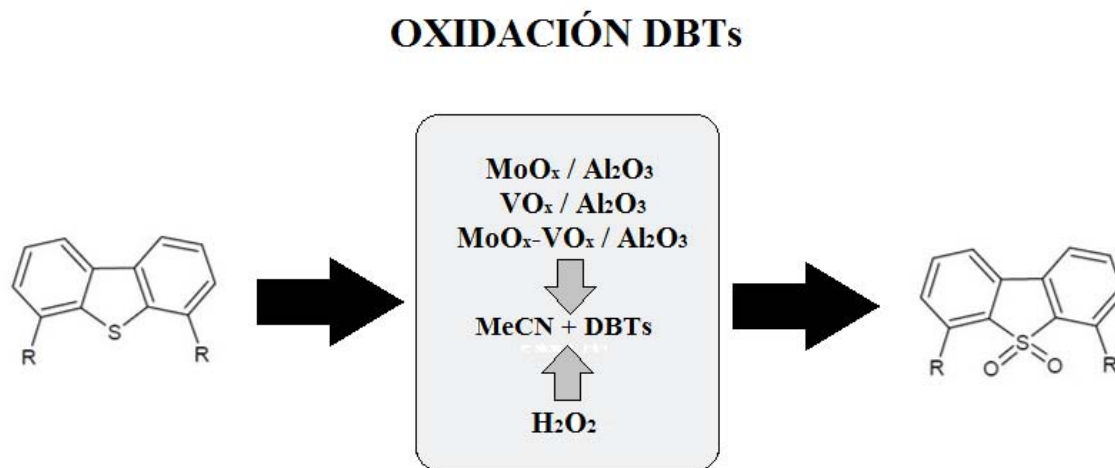 OXIDACIÓN DBTs
MoOₓ / Al₂O₃
VOₓ / Al₂O₃
MoOₓ-VOₓ / Al₂O₃
MeCN + DBTs
H₂O₂
S
R
R
S
O
O
R
R